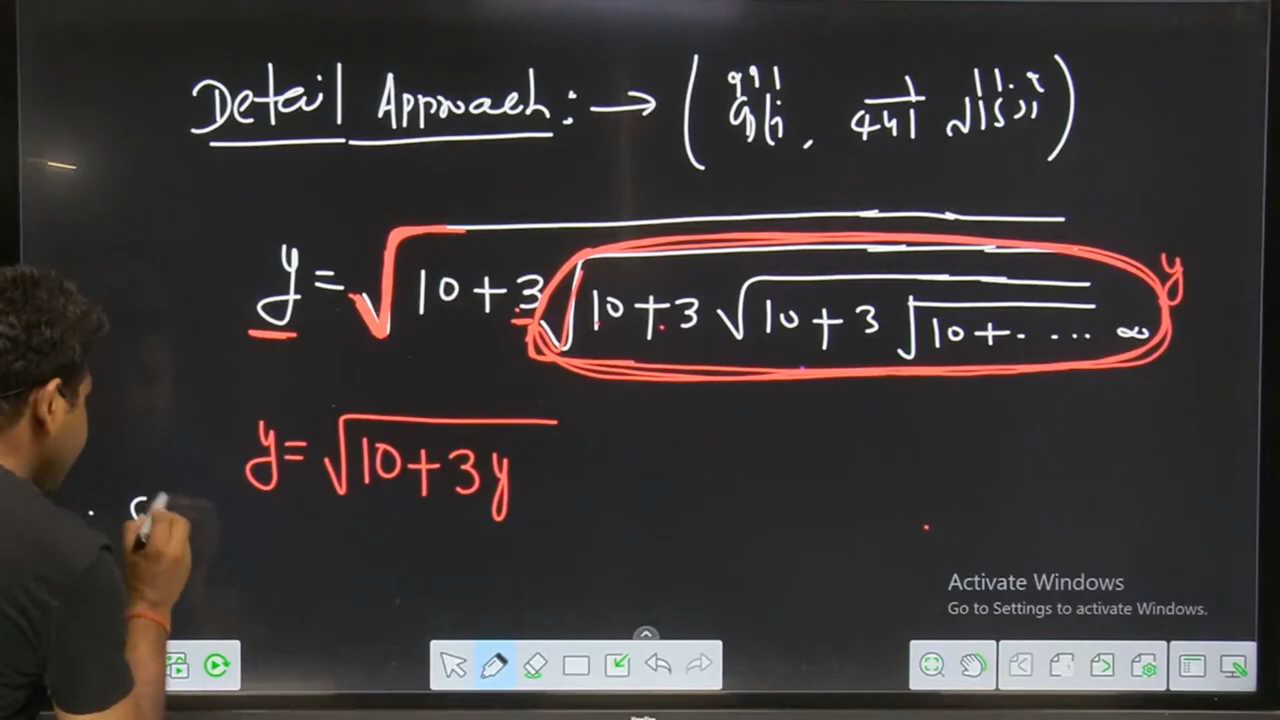 Detail Approach :→ (
y = √10 + 3√10 + 3√10 + 3√10 + ..... ∞ y
y = √10 + 3y
Activate Windows
Go to Settings to activate Windows.